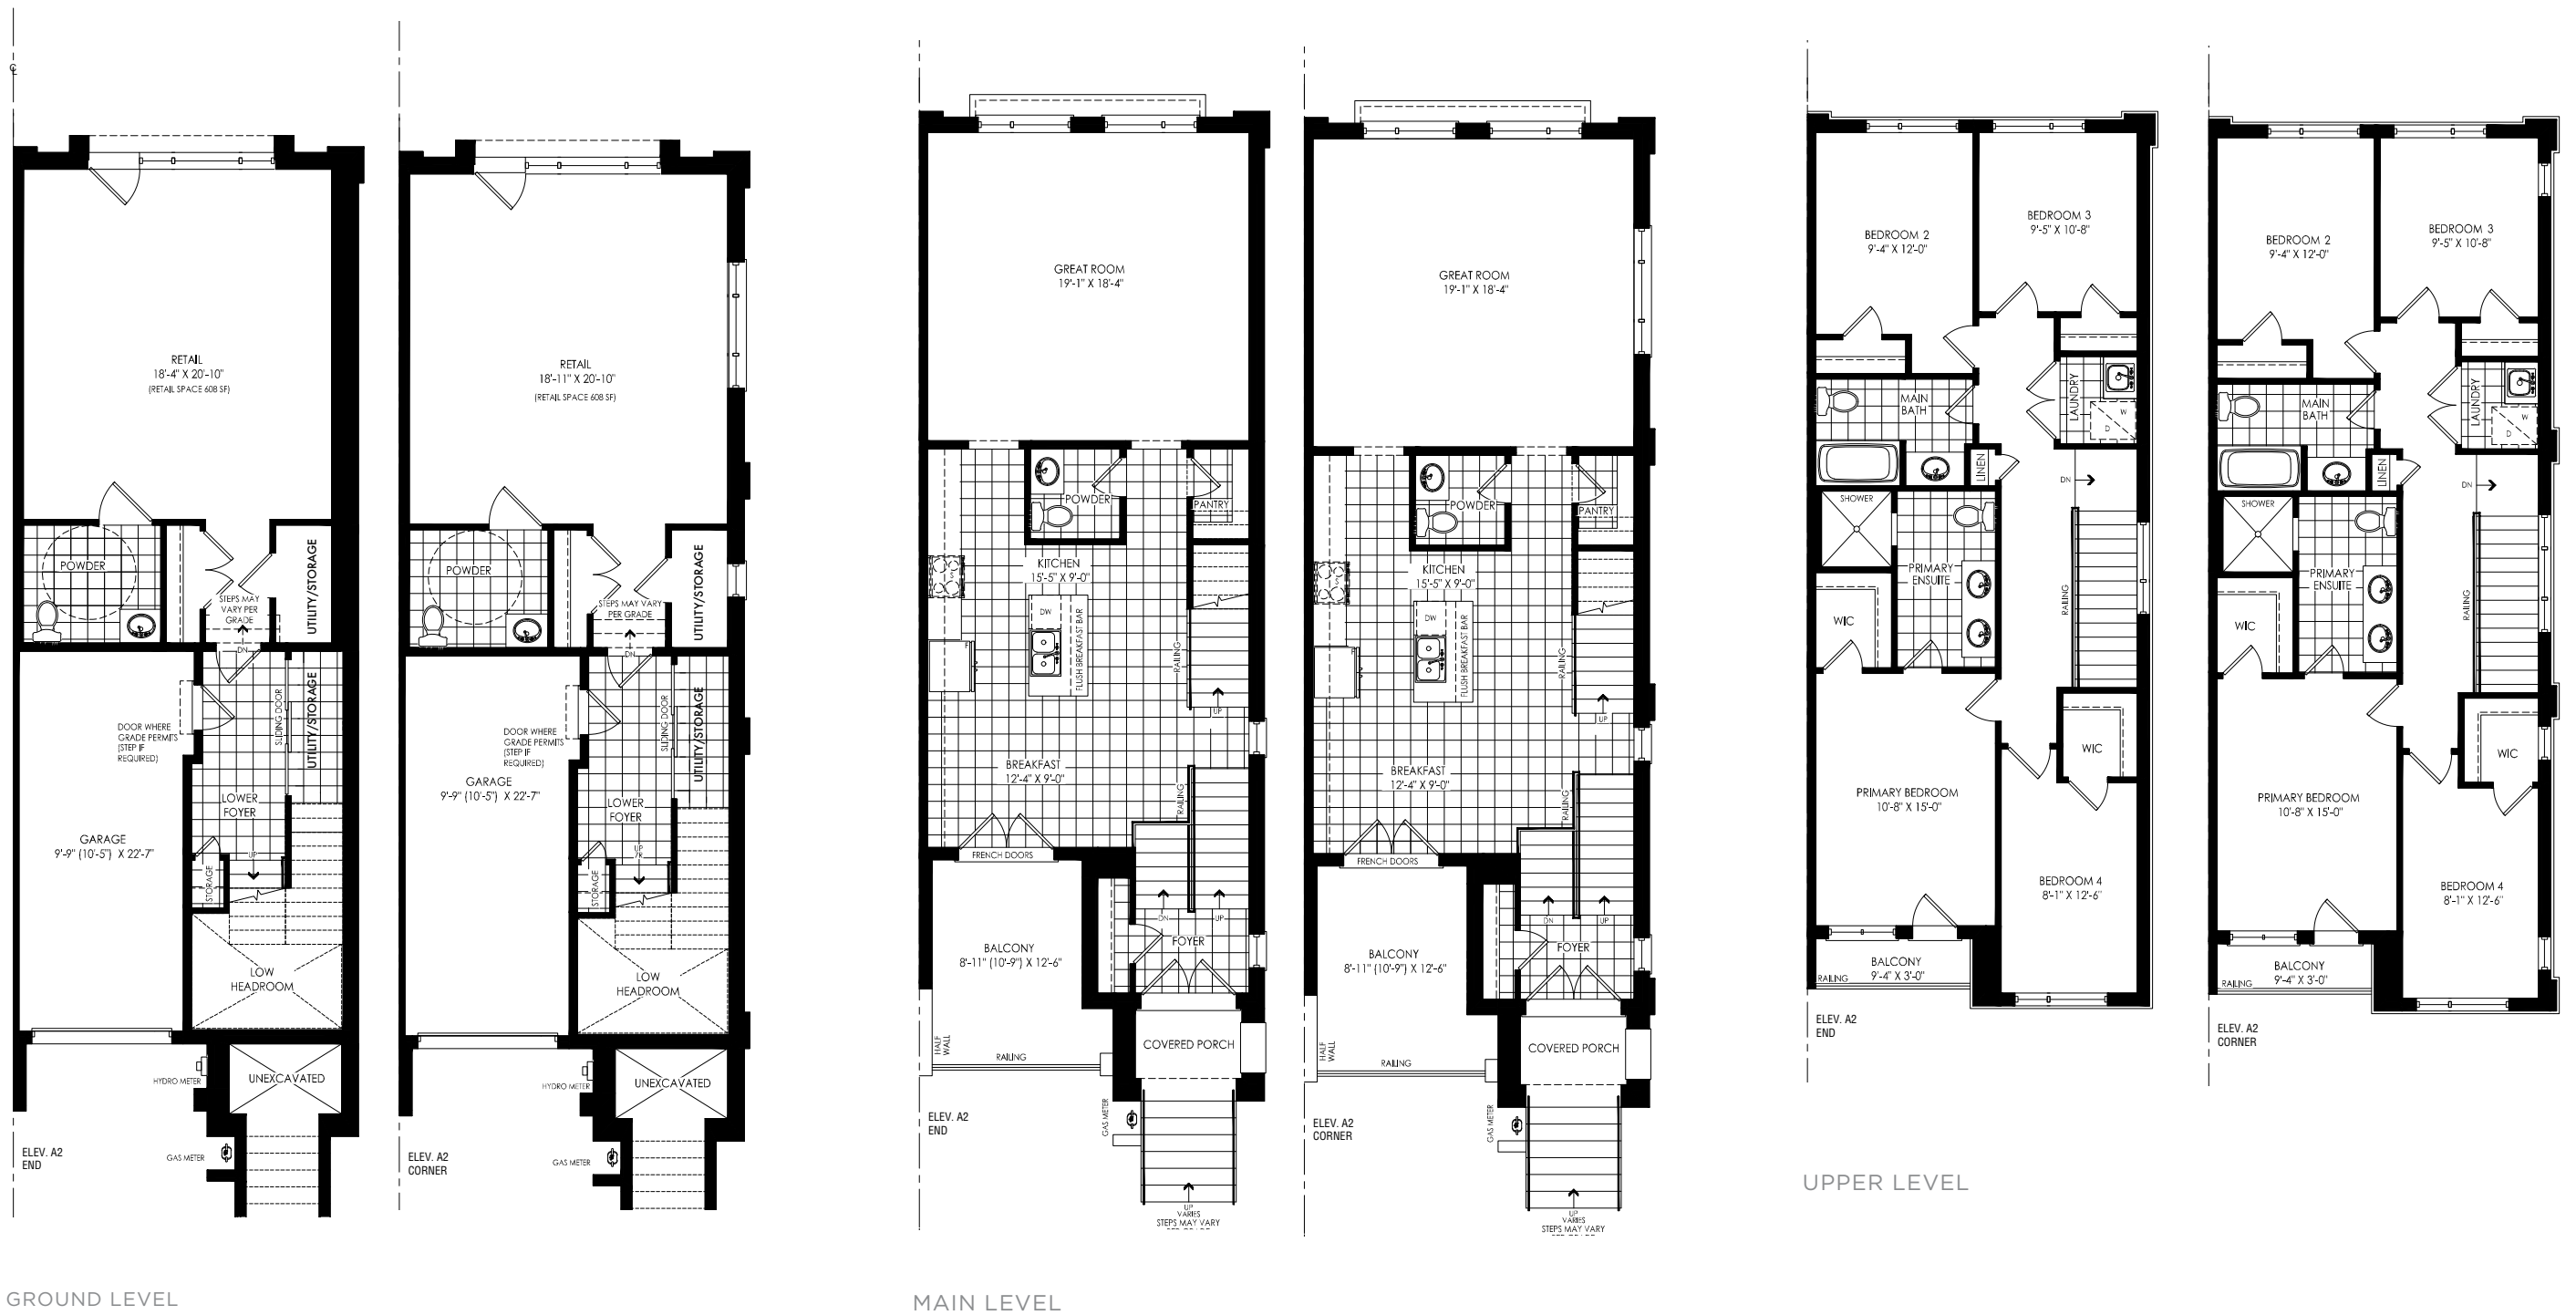 ℄
RETAIL
18'-4" X 20'-10"
(RETAIL SPACE 608 SF)
POWDER
STEPS MAY
VARY PER
GRADE
DN
UTILITY/STORAGE
UTILITY/STORAGE
SLIDING DOOR
DOOR WHERE
GRADE PERMITS
(STEP IF
REQUIRED)
LOWER
FOYER
GARAGE
9'-9" (10'-5") X 22'-7"
UP
STORAGE
LOW
HEADROOM
HYDRO METER
UNEXCAVATED
GAS METER
ELEV. A2
END
RETAIL
18'-11" X 20'-10"
(RETAIL SPACE 608 SF)
POWDER
STEPS MAY VARY
PER GRADE
DN
UTILITY/STORAGE
UTILITY/STORAGE
SLIDING DOOR
DOOR WHERE
GRADE PERMITS
(STEP IF
REQUIRED)
GARAGE
9'-9" (10'-5") X 22'-7"
LOWER
FOYER
UP
7R
STORAGE
LOW
HEADROOM
HYDRO METER
UNEXCAVATED
GAS METER
ELEV. A2
CORNER
GROUND LEVEL
GREAT ROOM
19'-1" X 18'-4"
POWDER
PANTRY
KITCHEN
15'-5" X 9'-0"
DW
F
FLUSH BREAKFAST BAR
RAILING
UP
BREAKFAST
12'-4" X 9'-0"
RAILING
FRENCH DOORS
DN
UP
FOYER
BALCONY
8'-11" (10'-9") X 12'-6"
HALF
WALL
RAILING
COVERED PORCH
GAS METER
ELEV. A2
END
UP
VARIES
STEPS MAY VARY
GREAT ROOM
19'-1" X 18'-4"
POWDER
PANTRY
KITCHEN
15'-5" X 9'-0"
DW
F
FLUSH BREAKFAST BAR
RAILING
UP
BREAKFAST
12'-4" X 9'-0"
RAILING
FRENCH DOORS
DN
UP
FOYER
BALCONY
8'-11" (10'-9") X 12'-6"
HALF
WALL
RAILING
COVERED PORCH
GAS METER
ELEV. A2
CORNER
UP
VARIES
STEPS MAY VARY
MAIN LEVEL
BEDROOM 2
9'-4" X 12'-0"
BEDROOM 3
9'-5" X 10'-8"
MAIN
BATH
LAUNDRY
W
D
LINEN
DN
SHOWER
PRIMARY
ENSUITE
RAILING
WIC
WIC
PRIMARY BEDROOM
10'-8" X 15'-0"
BEDROOM 4
8'-1" X 12'-6"
BALCONY
9'-4" X 3'-0"
RAILING
ELEV. A2
END
BEDROOM 2
9'-4" X 12'-0"
BEDROOM 3
9'-5" X 10'-8"
MAIN
BATH
LAUNDRY
W
D
LINEN
DN
SHOWER
PRIMARY
ENSUITE
RAILING
WIC
WIC
PRIMARY BEDROOM
10'-8" X 15'-0"
BEDROOM 4
8'-1" X 12'-6"
BALCONY
9'-4" X 3'-0"
RAILING
ELEV. A2
CORNER
UPPER LEVEL